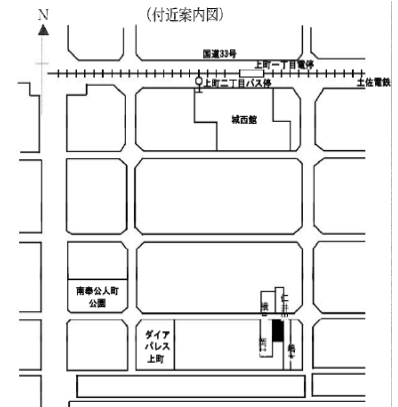 N
(付近案内図)
国道33号
上町一丁目電停
土佐電鉄
上町二丁目バス停
城西館
南奉公人町
公園
ダイア
パレス
上町